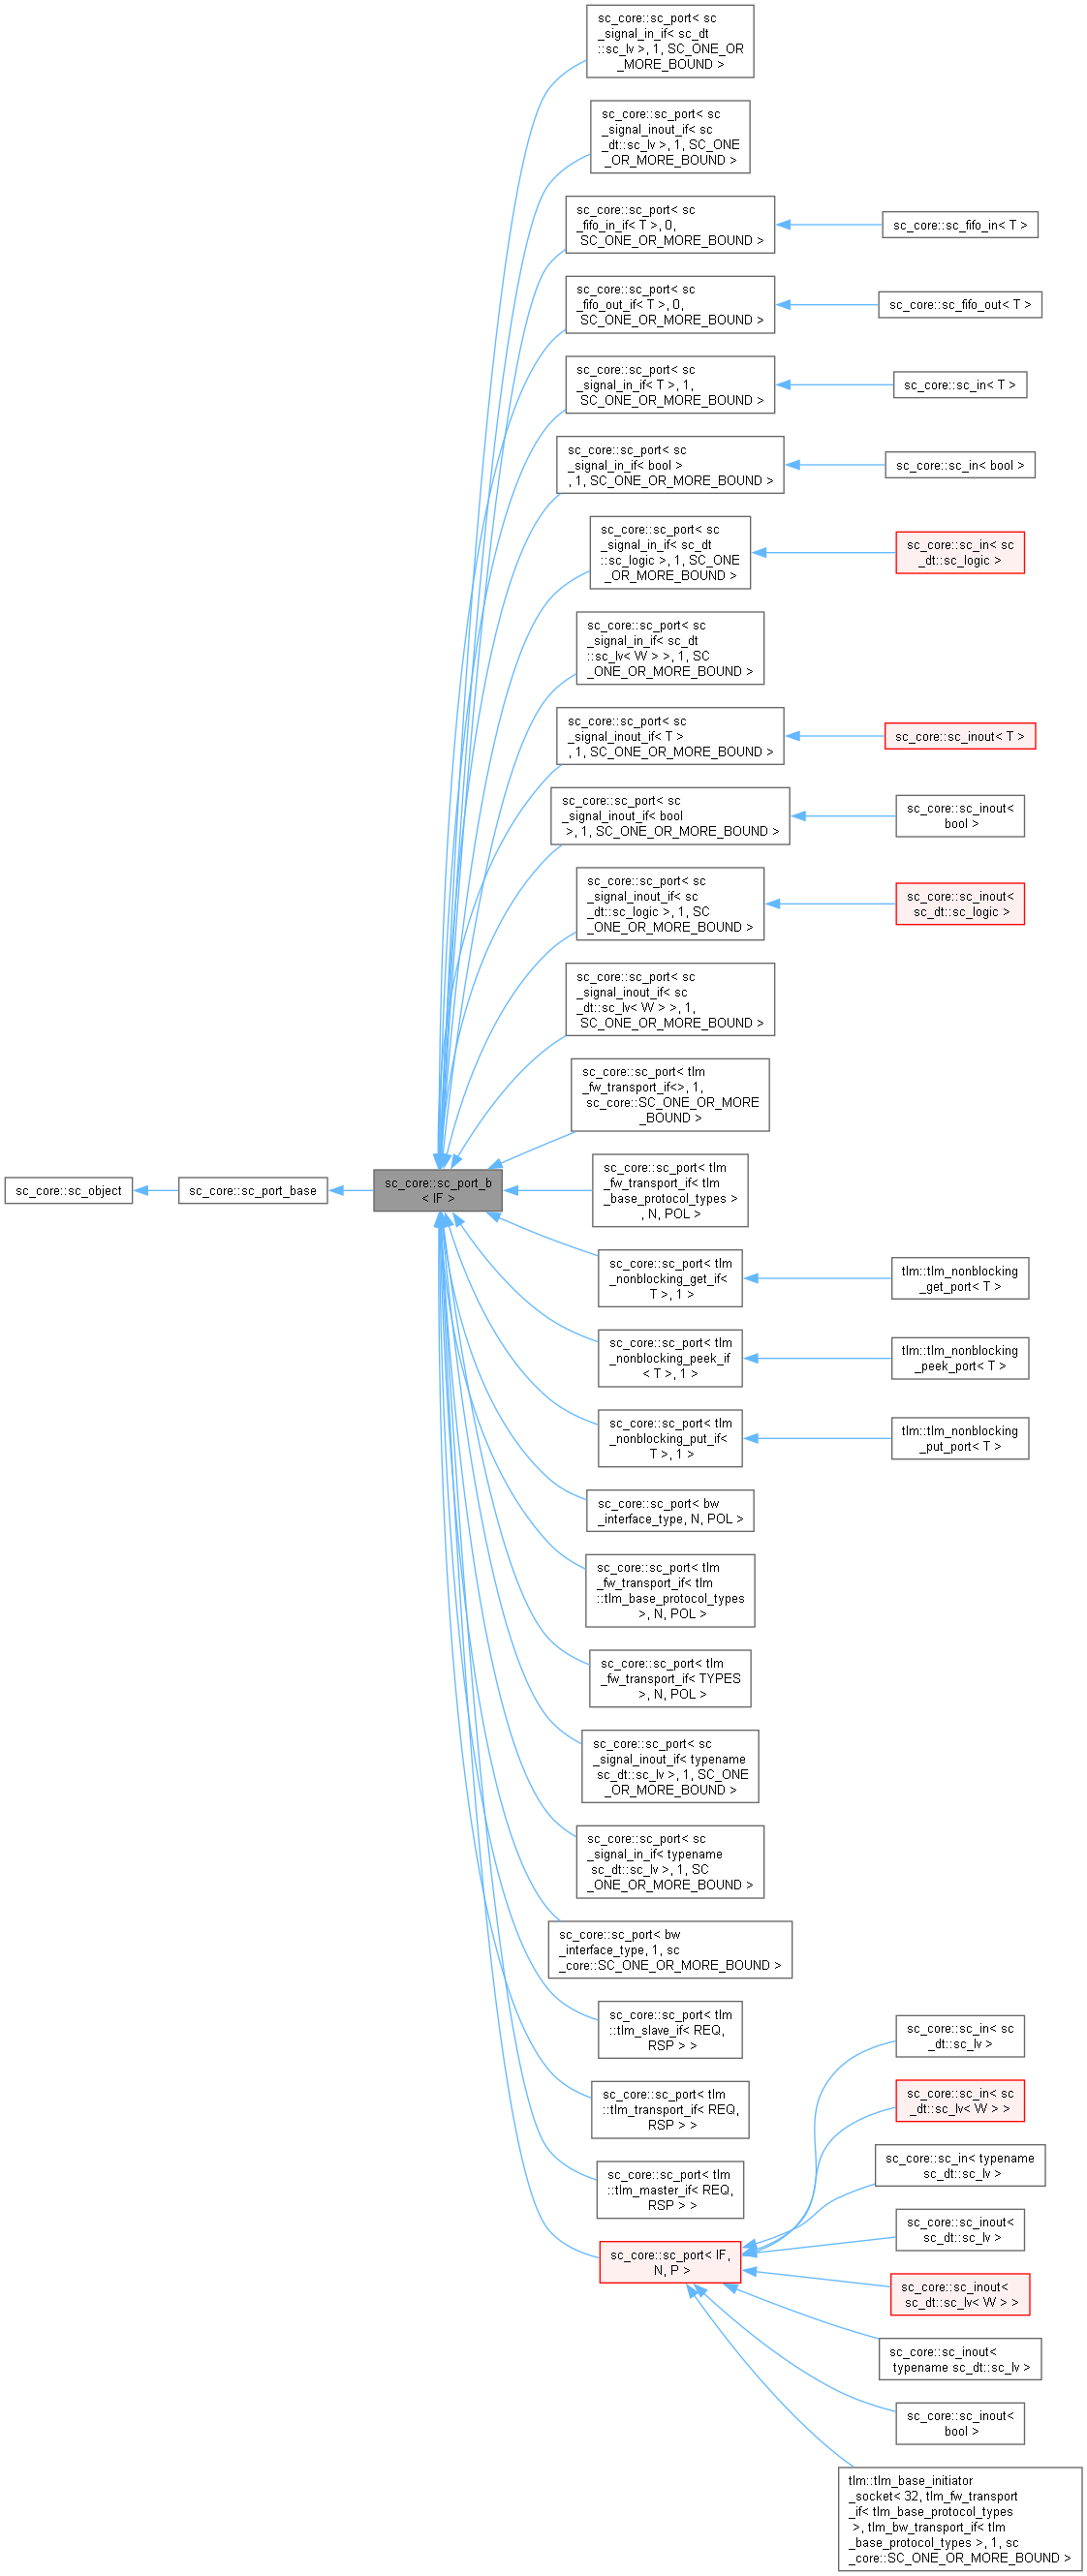 sc_core::sc_port< sc
_signal_in_if< sc_dt
::sc_lv >, 1, SC_ONE_OR
_MORE_BOUND >
sc_core::sc_port< sc
_signal_inout_if< sc
_dt::sc_lv >, 1, SC_ONE
_OR_MORE_BOUND >
sc_core::sc_port< sc
_fifo_in_if< T >, 0,
SC_ONE_OR_MORE_BOUND >
sc_core::sc_fifo_in< T >
sc_core::sc_port< sc
_fifo_out_if< T >, 0,
SC_ONE_OR_MORE_BOUND >
sc_core::sc_fifo_out< T >
sc_core::sc_port< sc
_signal_in_if< T >, 1,
SC_ONE_OR_MORE_BOUND >
sc_core::sc_in< T >
sc_core::sc_port< sc
_signal_in_if< bool >
, 1, SC_ONE_OR_MORE_BOUND >
sc_core::sc_in< bool >
sc_core::sc_port< sc
_signal_in_if< sc_dt
::sc_logic >, 1, SC_ONE
_OR_MORE_BOUND >
sc_core::sc_in< sc
_dt::sc_logic >
sc_core::sc_port< sc
_signal_in_if< sc_dt
::sc_lv< W > >, 1, SC
_ONE_OR_MORE_BOUND >
sc_core::sc_port< sc
_signal_inout_if< T >
, 1, SC_ONE_OR_MORE_BOUND >
sc_core::sc_inout< T >
sc_core::sc_port< sc
_signal_inout_if< bool
>, 1, SC_ONE_OR_MORE_BOUND >
sc_core::sc_inout<
bool >
sc_core::sc_port< sc
_signal_inout_if< sc
_dt::sc_logic >, 1, SC
_ONE_OR_MORE_BOUND >
sc_core::sc_inout<
sc_dt::sc_logic >
sc_core::sc_port< sc
_signal_inout_if< sc
_dt::sc_lv< W > >, 1,
SC_ONE_OR_MORE_BOUND >
sc_core::sc_port< tlm
_fw_transport_if<>, 1,
sc_core::SC_ONE_OR_MORE
_BOUND >
sc_core::sc_object
sc_core::sc_port_base
sc_core::sc_port_b
< IF >
sc_core::sc_port< tlm
_fw_transport_if< tlm
_base_protocol_types >
, N, POL >
sc_core::sc_port< tlm
_nonblocking_get_if<
T >, 1 >
tlm::tlm_nonblocking
_get_port< T >
sc_core::sc_port< tlm
_nonblocking_peek_if
< T >, 1 >
tlm::tlm_nonblocking
_peek_port< T >
sc_core::sc_port< tlm
_nonblocking_put_if<
T >, 1 >
tlm::tlm_nonblocking
_put_port< T >
sc_core::sc_port< bw
_interface_type, N, POL >
sc_core::sc_port< tlm
_fw_transport_if< tlm
::tlm_base_protocol_types
>, N, POL >
sc_core::sc_port< tlm
_fw_transport_if< TYPES
>, N, POL >
sc_core::sc_port< sc
_signal_inout_if< typename
sc_dt::sc_lv >, 1, SC_ONE
_OR_MORE_BOUND >
sc_core::sc_port< sc
_signal_in_if< typename
sc_dt::sc_lv >, 1, SC
_ONE_OR_MORE_BOUND >
sc_core::sc_port< bw
_interface_type, 1, sc
_core::SC_ONE_OR_MORE_BOUND >
sc_core::sc_port< tlm
::tlm_slave_if< REQ,
RSP > >
sc_core::sc_port< tlm
::tlm_transport_if< REQ,
RSP > >
sc_core::sc_port< tlm
::tlm_master_if< REQ,
RSP > >
sc_core::sc_port< IF,
N, P >
sc_core::sc_in< sc
_dt::sc_lv >
sc_core::sc_in< sc
_dt::sc_lv< W > >
sc_core::sc_in< typename
sc_dt::sc_lv >
sc_core::sc_inout<
sc_dt::sc_lv >
sc_core::sc_inout<
sc_dt::sc_lv< W > >
sc_core::sc_inout<
typename sc_dt::sc_lv >
sc_core::sc_inout<
bool >
tlm::tlm_base_initiator
_socket< 32, tlm_fw_transport
_if< tlm_base_protocol_types
>, tlm_bw_transport_if< tlm
_base_protocol_types >, 1, sc
_core::SC_ONE_OR_MORE_BOUND >